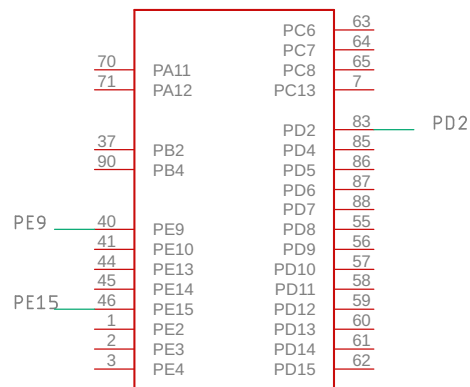 63
PC6
64
PC7
70 65
PA11 PC8
71 7
PA12 PC13
83 PD2
PD2
37 85
PB2 PD4
90 86
PB4 PD5
87
PD6
88
PD7
PE9 40 55
PE9 PD8
41 56
PE10 PD9
44 57
PE13 PD10
45 58
PE14 PD11
PE15 46 59
PE15 PD12
1 60
PE2 PD13
2 61
PE3 PD14
3 62
PE4 PD15